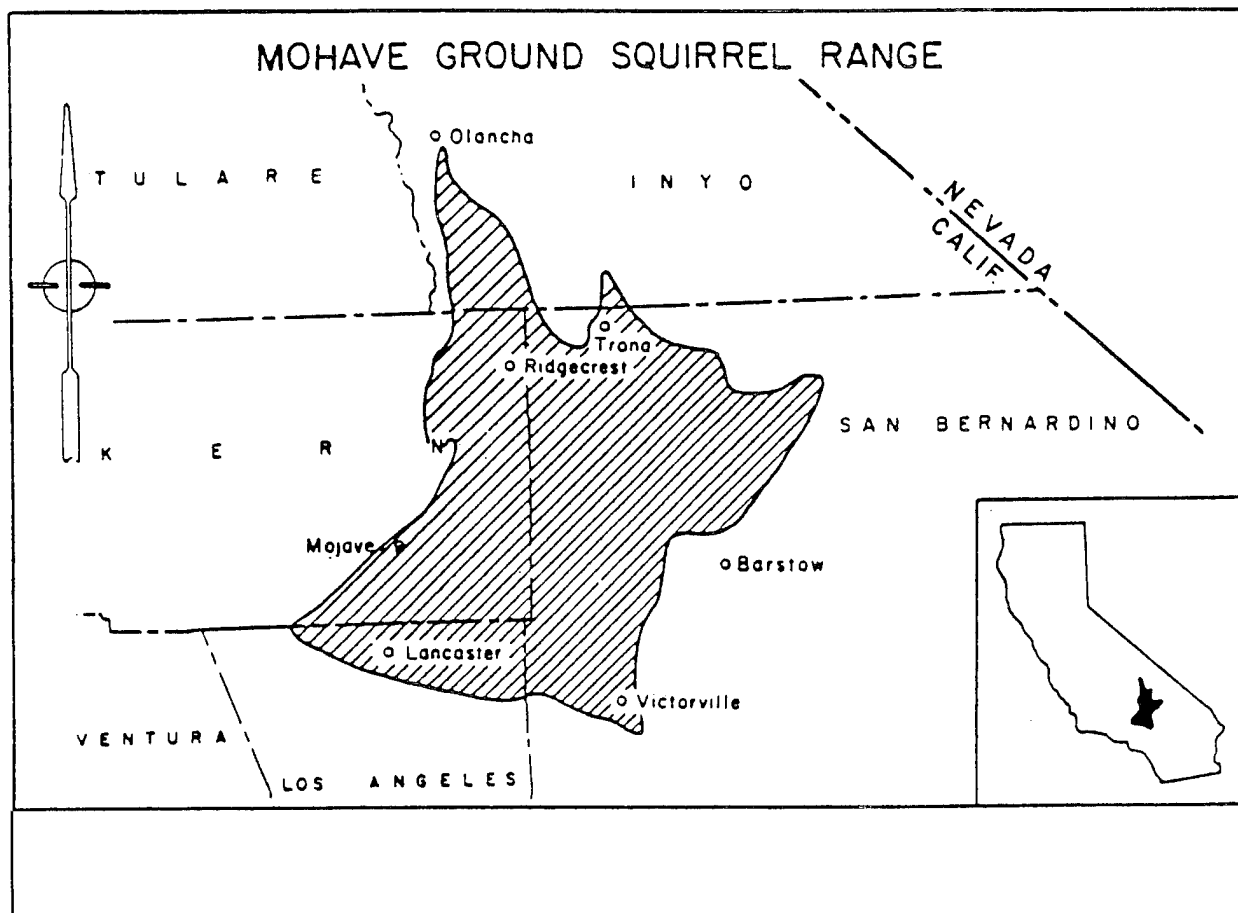 MOHAVE GROUND SQUIRREL RANGE
Olancha
TULARE
INYO
NEVADA
CALIF.
Trona
Ridgecrest
SAN BERNARDINO
KERN
Mojave
Barstow
Lancaster
Victorville
VENTURA
LOS ANGELES